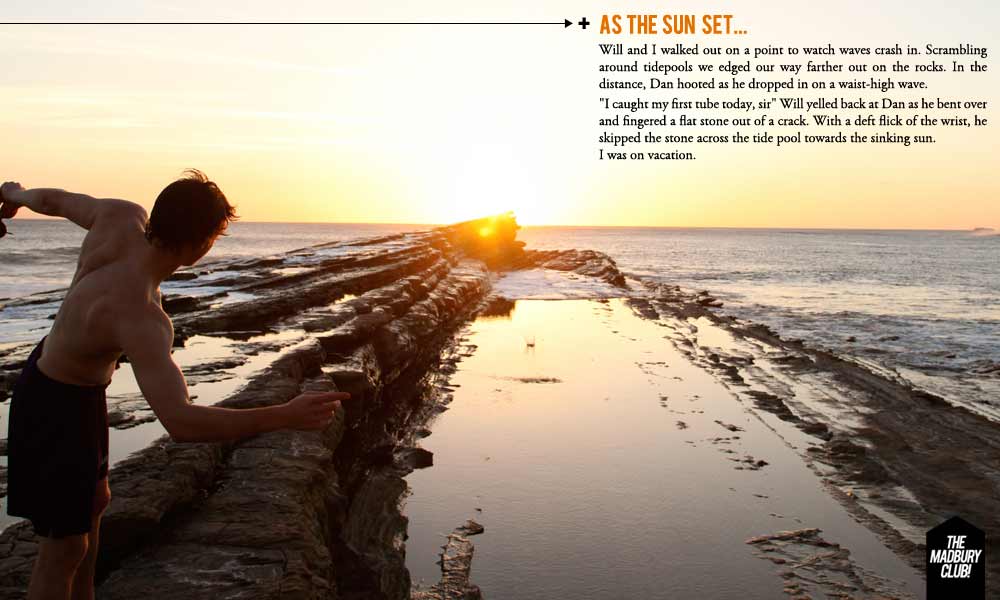 AS THE SUN SET...
Will and I walked out on a point to watch waves crash in. Scrambling
around tidepools we edged our way farther out on the rocks. In the
distance, Dan hooted as he dropped in on a waist-high wave.
"I caught my first tube today, sir" Will yelled back at Dan as he bent over
and fingered a flat stone out of a crack. With a deft flick of the wrist, he
skipped the stone across the tide pool towards the sinking sun.
I was on vacation.
THE
MADBURY
CLUB!